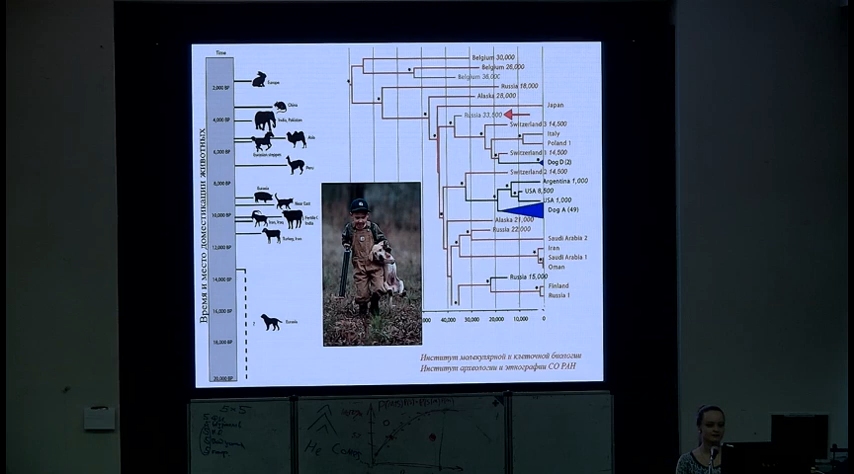 Time
Время и место доместикации животных
2,000 BP
4,000 BP
8,000 BP
10,000 BP
12,000 BP
14,000 BP
16,000 BP
18,000 BP
20,000 BP
Europe
China
India, Pakistan
Asia
Eurasian steppes
Peru
Eurasia
Near East
Turkey, Iran
?
Eurasia
Belgium 30,000
Belgium 26,000
Belgium 36,000
Russia 18,000
Alaska 28,000
Japan
Russia 33,500
Switzerland 3 14,500
Italy
Poland 1
Switzerland 1 14,500
Dog D (2)
Switzerland 2 14,500
Argentina 1,000
USA 8,500
USA 1,000
Dog A (49)
Alaska 21,000
Russia 22,000
Saudi Arabia 2
Iran
Saudi Arabia 1
Oman
Russia 15,000
Finland
Russia 1
40,000
30,000
20,000
10,000
0
Институт молекулярной и клеточной биологии
Институт археологии и этнографии СО РАН
5-5
Не